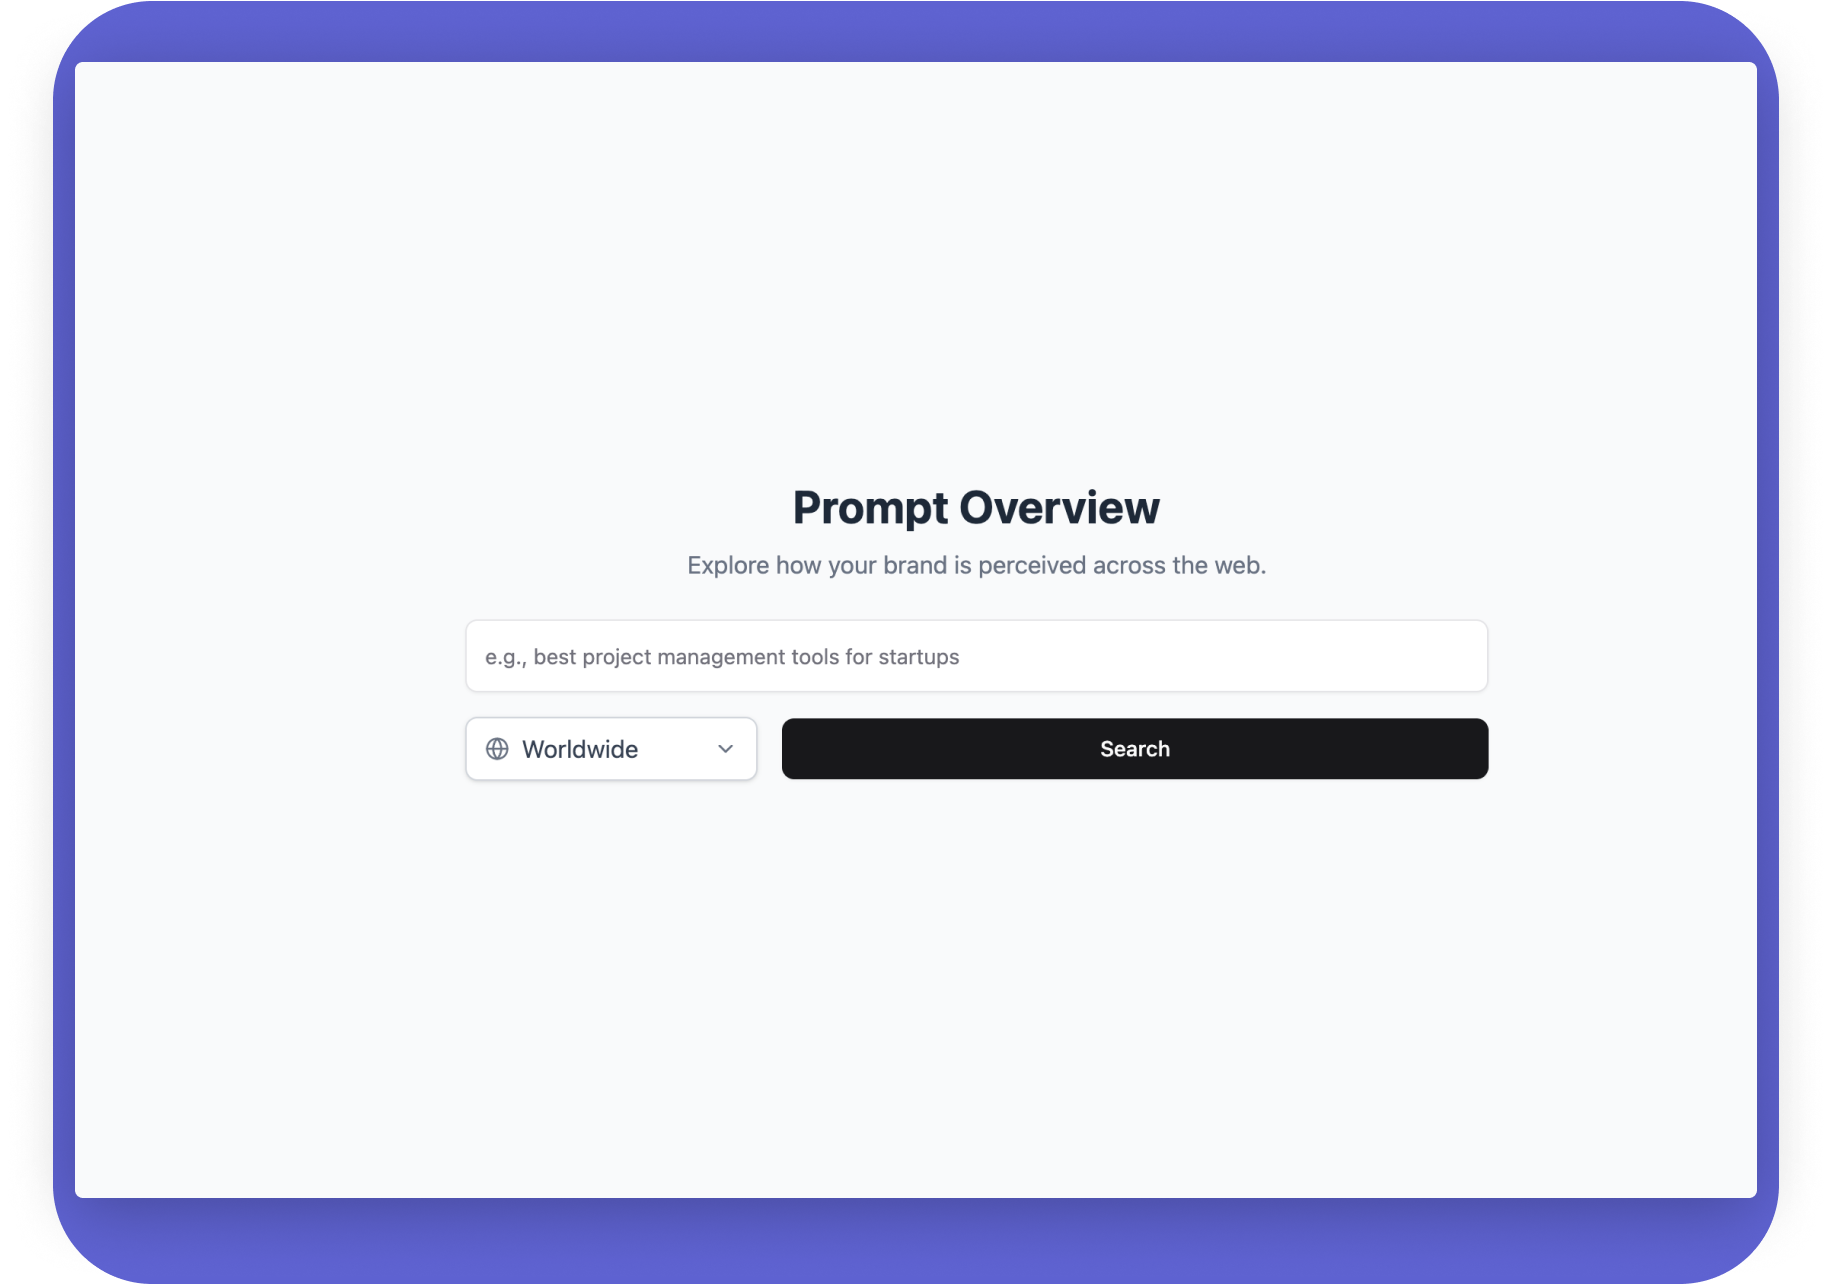 Prompt Overview
Explore how your brand is perceived across the web.
e.g., best project management tools for startups
Worldwide
Search